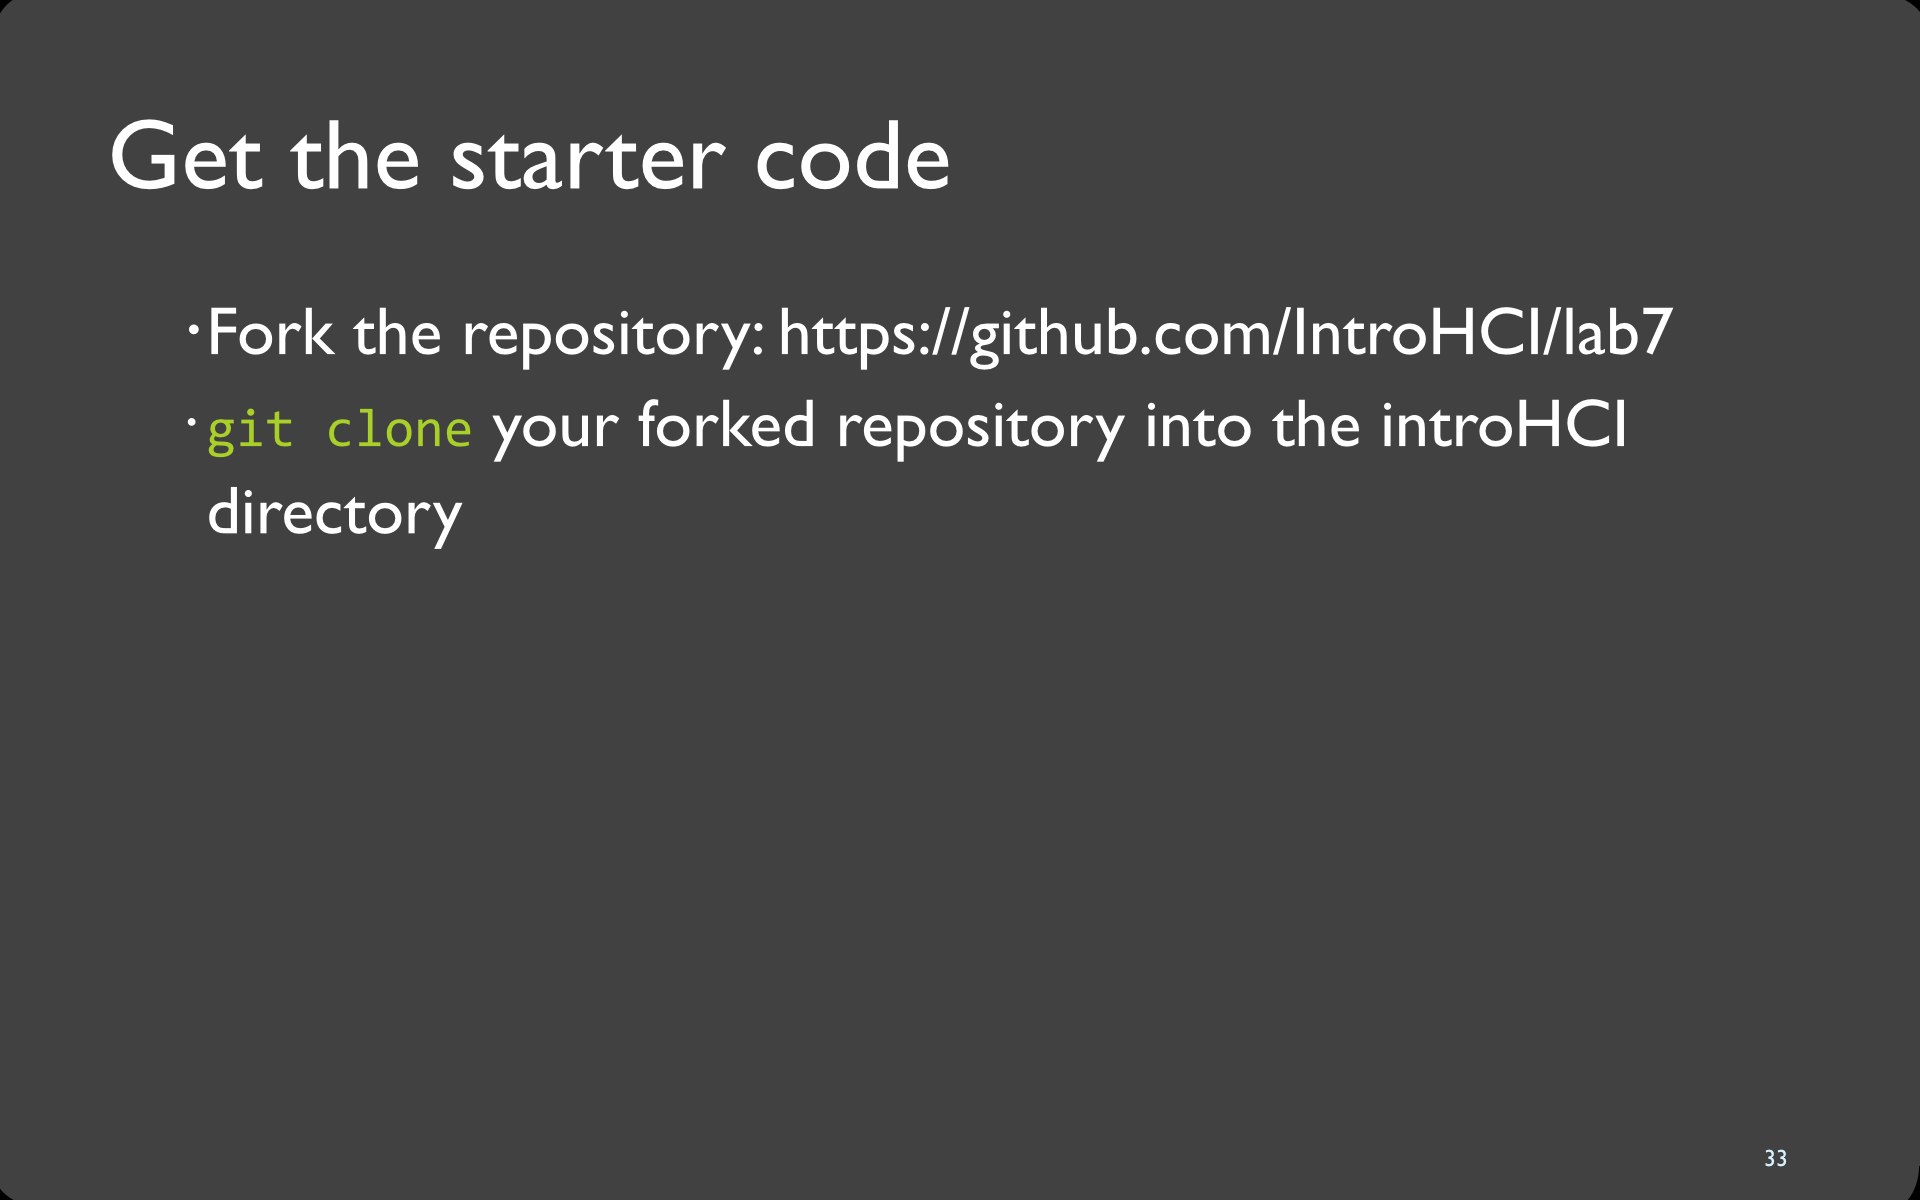 Get the starter code
•Fork the repository: https://github.com/IntroHCI/lab7
•git clone your forked repository into the introHCI
directory
33